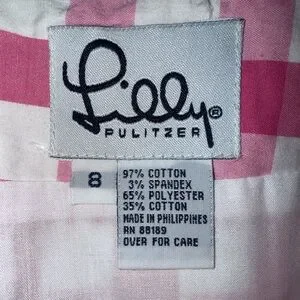 Lilly®
PULITZER
8
97% COTTON
3% SPANDEX
65% POLYESTER
35% COTTON
MADE IN PHILIPPINES
RN 88189
OVER FOR CARE